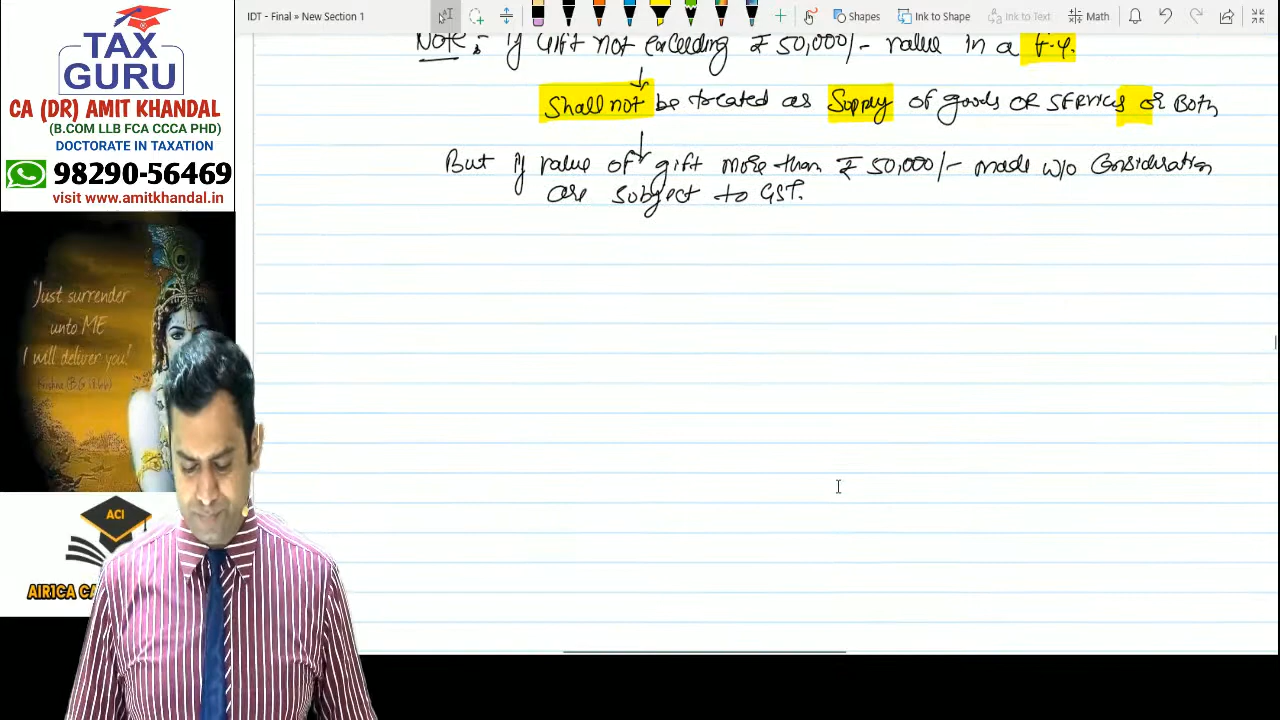 TAX
GURU
CA (DR) AMIT KHANDAL
(B.COM LLB FCA CCCA PHD)
DOCTORATE IN TAXATION
98290-56469
visit www.amitkhandal.in
"Just surrender
unto ME
I will deliver you!
Krishna (B.G 18.66)
ACI
AIR1CA CA
IDT - Final » New Section 1
Shapes
Ink to Shape
Ink to Text
Math
Note :- if Gift not exceeding ₹ 50,000/- value in a f.y.
Shall not be treated as Supply of goods OR SERVICES or Both
But if value of gift more than ₹ 50,000/- made w/o Consideration
are subject to GST.